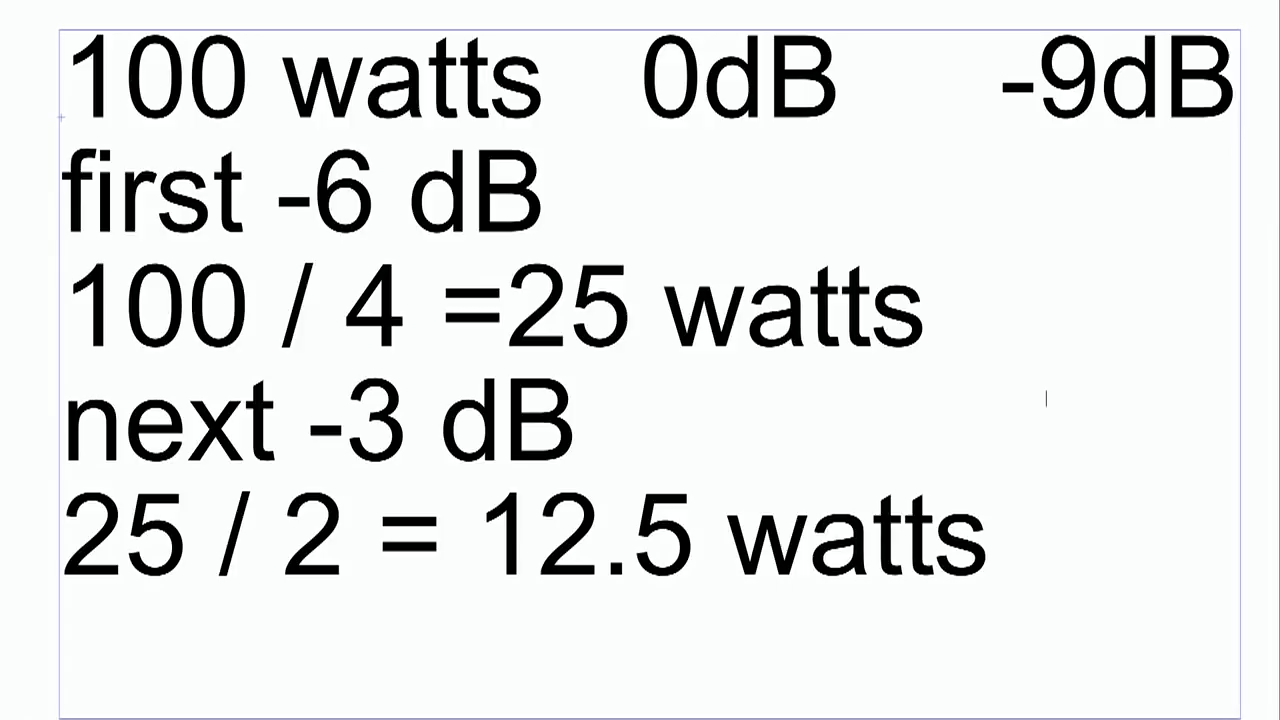 100 watts 0dB -9dB
first -6 dB
100 / 4 =25 watts
next -3 dB
25 / 2 = 12.5 watts